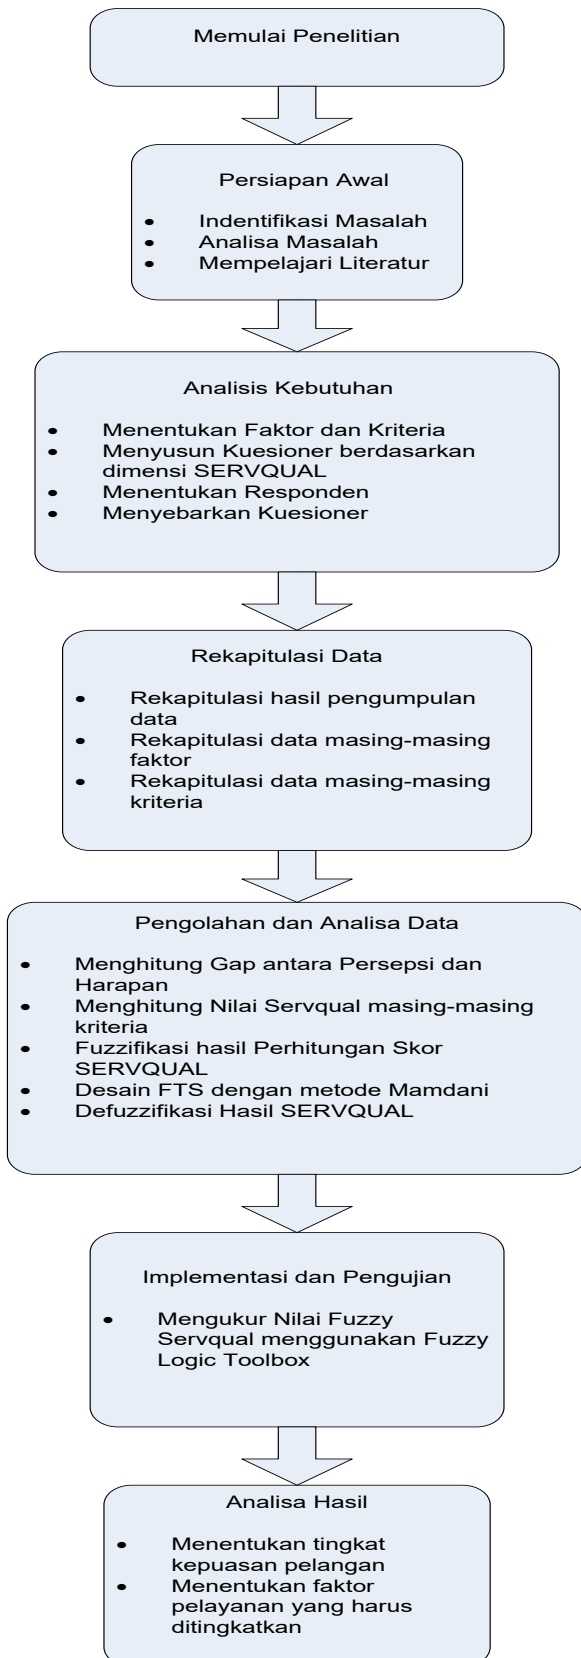 Memulai Penelitian
Persiapan Awal
• Indentifikasi Masalah
• Analisa Masalah
• Mempelajari Literatur
Analisis Kebutuhan
• Menentukan Faktor dan Kriteria
• Menyusun Kuesioner berdasarkan
dimensi SERVQUAL
• Menentukan Responden
• Menyebarkan Kuesioner
Rekapitulasi Data
• Rekapitulasi hasil pengumpulan
data
• Rekapitulasi data masing-masing
faktor
• Rekapitulasi data masing-masing
kriteria
Pengolahan dan Analisa Data
• Menghitung Gap antara Persepsi dan
Harapan
• Menghitung Nilai Servqual masing-masing
kriteria
• Fuzzifikasi hasil Perhitungan Skor
SERVQUAL
• Desain FTS dengan metode Mamdani
• Defuzzifikasi Hasil SERVQUAL
Implementasi dan Pengujian
• Mengukur Nilai Fuzzy
Servqual menggunakan Fuzzy
Logic Toolbox
Analisa Hasil
• Menentukan tingkat
kepuasan pelangan
• Menentukan faktor
pelayanan yang harus
ditingkatkan